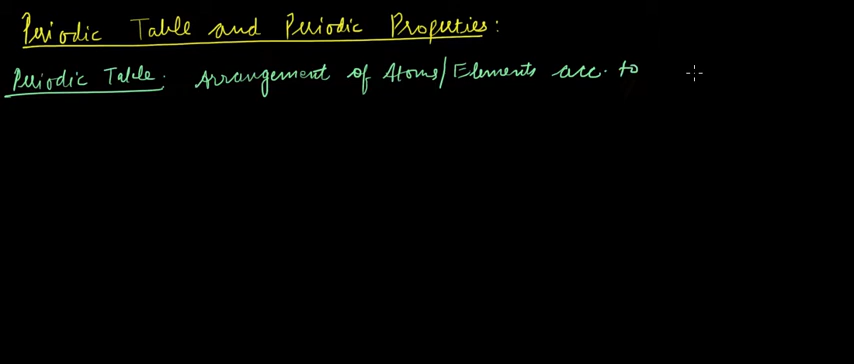 Periodic Table and Periodic Properties:
Periodic Table: Arrangement of Atoms/Elements acc. to